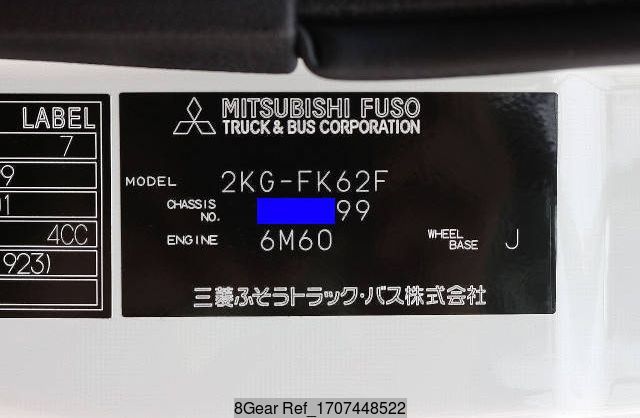 LABEL
7
9
01
4CC
923)
MITSUBISHI FUSO
TRUCK & BUS CORPORATION
MODEL 2KG-FK62F
CHASSIS NO. 99
ENGINE 6M60 WHEEL BASE J
三菱ふそうトラック・バス株式会社
8Gear Ref_1707448522